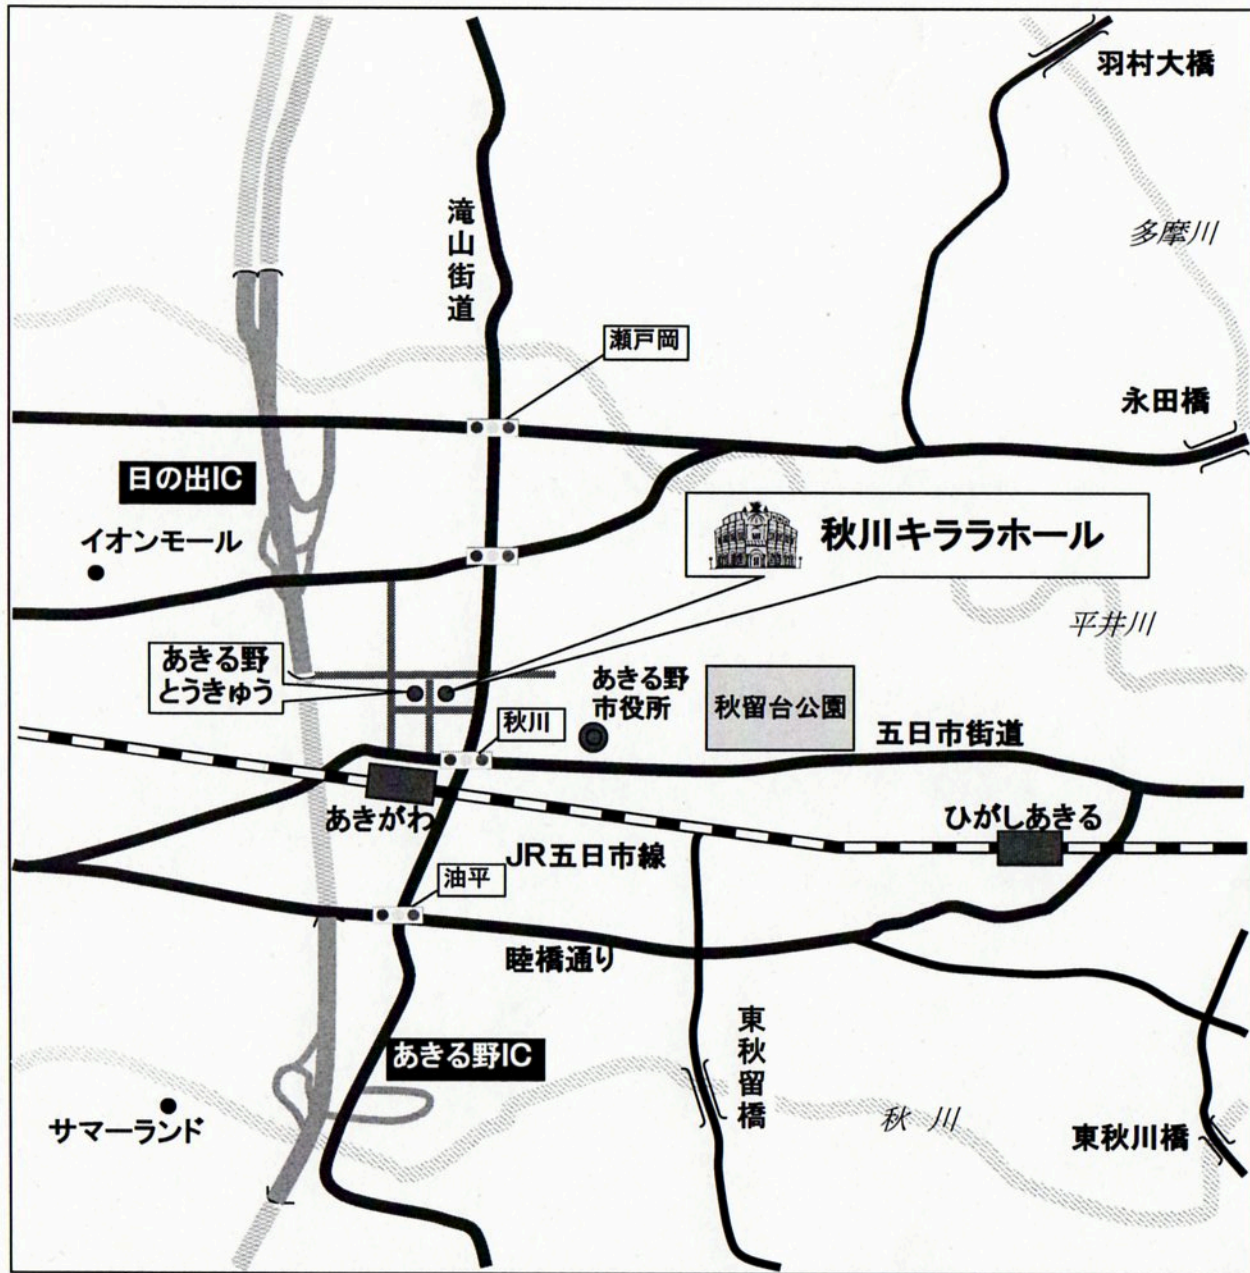 羽村大橋
多摩川
滝山街道
瀬戸岡
永田橋
日の出IC
イオンモール
秋川キララホール
平井川
あきる野
とうきゅう
あきる野
市役所
秋留台公園
秋川
五日市街道
あきがわ
ひがしあきる
JR五日市線
油平
睦橋通り
東秋留橋
あきる野IC
サマーランド
秋 川
東秋川橋